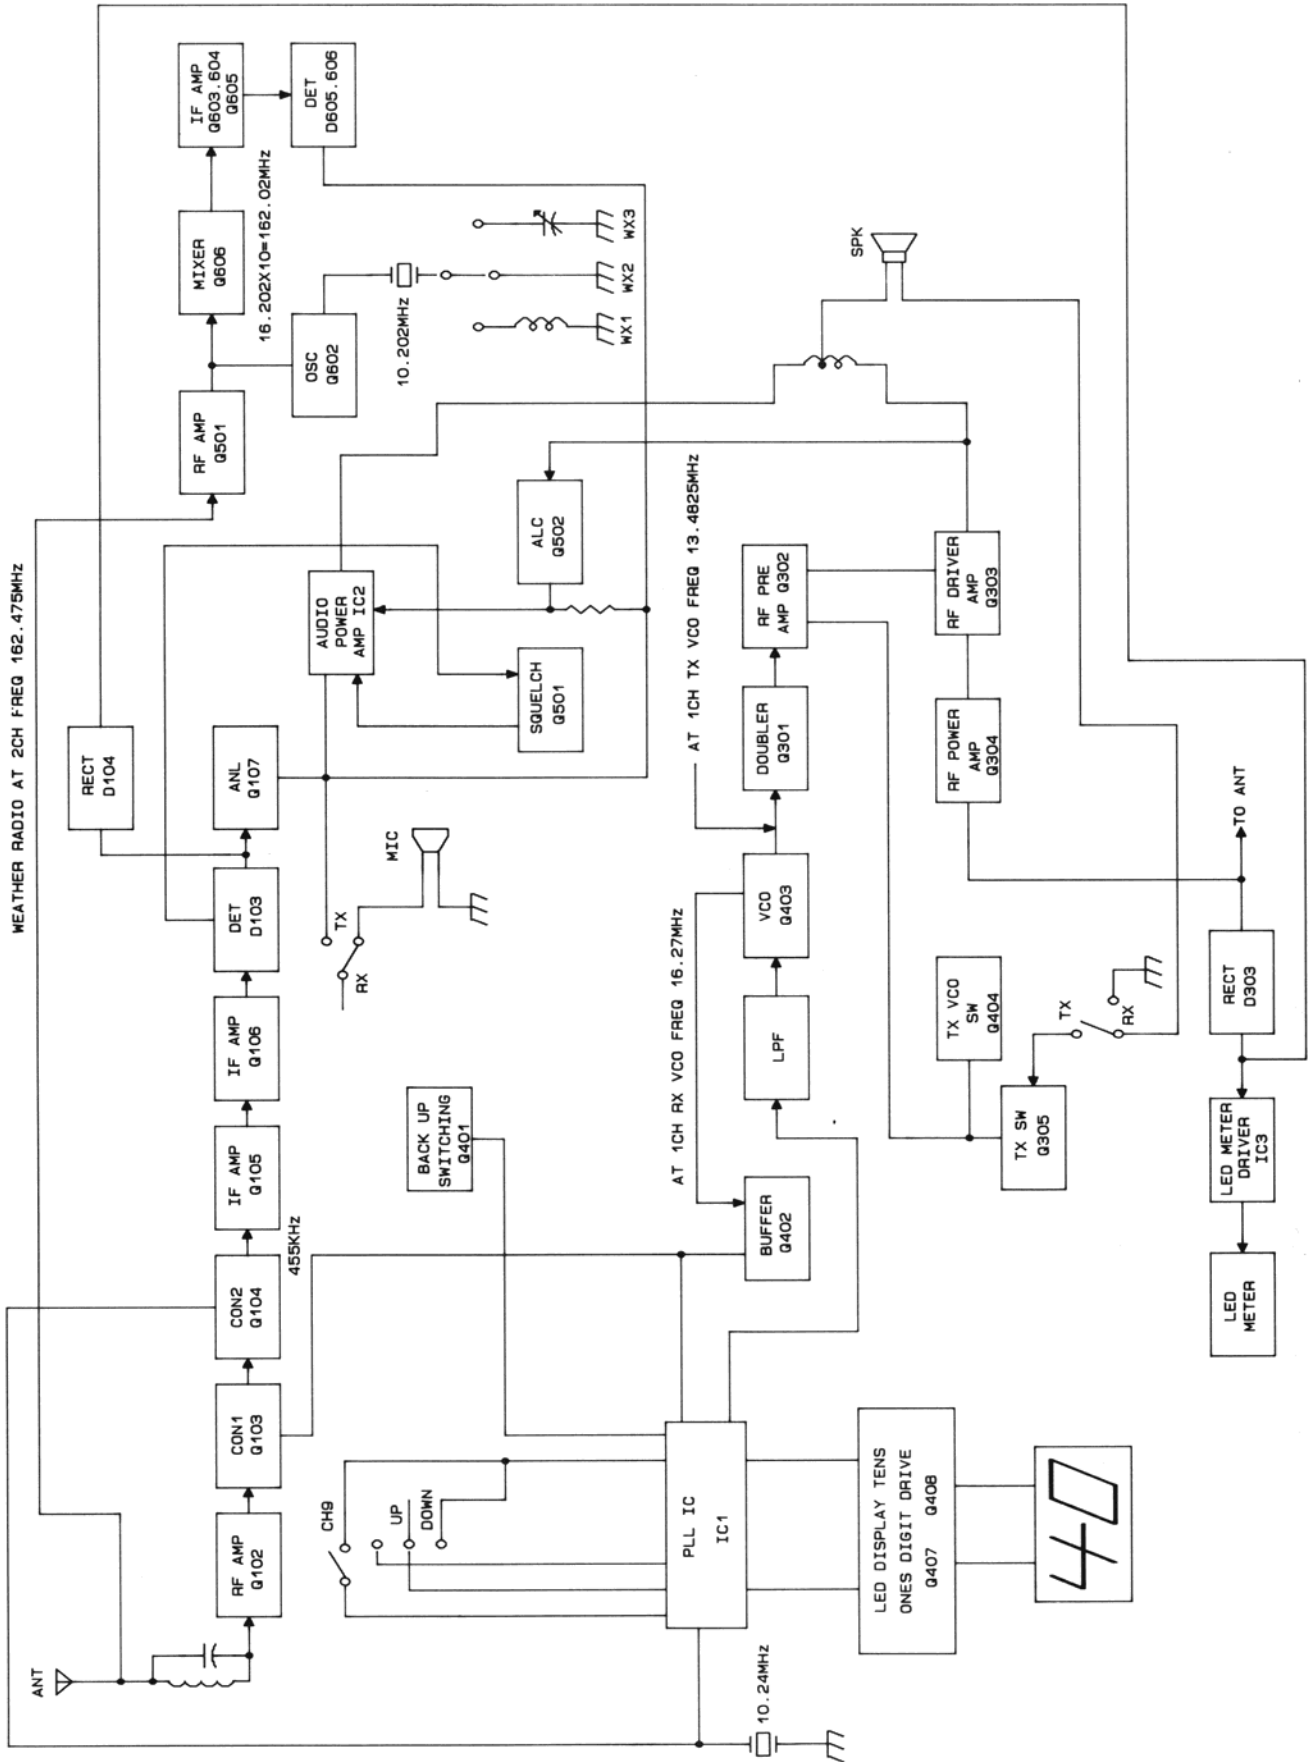 WEATHER RADIO AT 2CH FREQ 162.475MHz
ANT
RF AMP
Q102
CON1
Q103
CON2
Q104
455KHz
IF AMP
Q105
IF AMP
Q106
DET
D103
ANL
Q107
RECT
D104
RF AMP
Q501
MIXER
Q606
IF AMP
Q603.604
Q605
DET
D605.606
16.202X10=162.02MHz
OSC
Q602
10.202MHz
WX1
WX2
WX3
RX
TX
MIC
AUDIO
POWER
AMP IC2
SQUELCH
Q501
ALC
Q502
SPK
CH9
UP
DOWN
BACK UP
SWITCHING
Q401
PLL IC
IC1
10.24MHz
LED DISPLAY TENS
ONES DIGIT DRIVE
Q407 Q408
40
AT 1CH RX VCO FREQ 16.27MHz
AT 1CH TX VCO FREQ 13.4825MHz
BUFFER
Q402
LPF
VCO
Q403
DOUBLER
Q301
RF PRE
AMP Q302
RF DRIVER
AMP
Q303
RF POWER
AMP
Q304
TX VCO
SW
Q404
TX SW
Q305
TX
RX
TO ANT
RECT
D303
LED METER
DRIVER
IC3
LED
METER